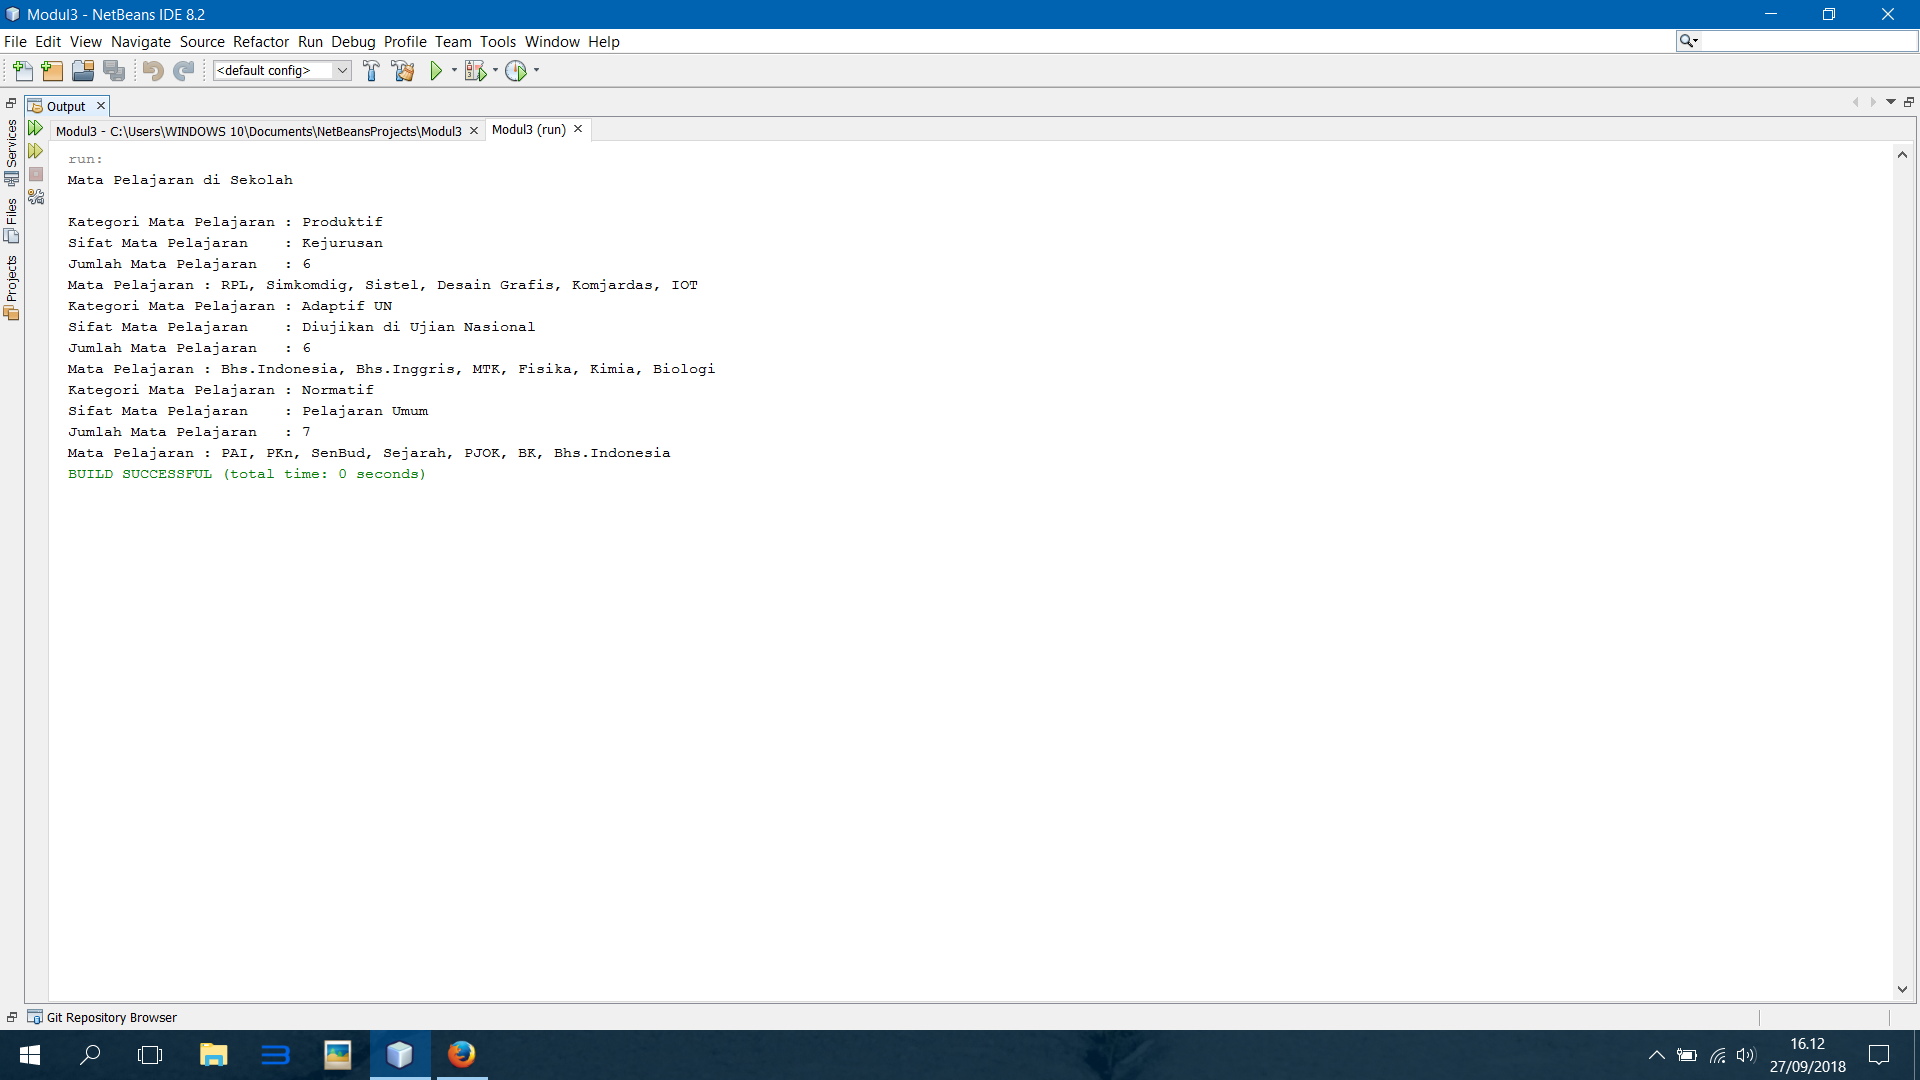 Modul3 - NetBeans IDE 8.2
File Edit View Navigate Source Refactor Run Debug Profile Team Tools Window Help
<default config>
Output
Services
Files
Projects
Modul3 - C:\Users\WINDOWS 10\Documents\NetBeansProjects\Modul3
Modul3 (run)
run:
Mata Pelajaran di Sekolah
Kategori Mata Pelajaran : Produktif
Sifat Mata Pelajaran    : Kejurusan
Jumlah Mata Pelajaran   : 6
Mata Pelajaran : RPL, Simkomdig, Sistel, Desain Grafis, Komjardas, IOT
Kategori Mata Pelajaran : Adaptif UN
Sifat Mata Pelajaran    : Diujikan di Ujian Nasional
Jumlah Mata Pelajaran   : 6
Mata Pelajaran : Bhs.Indonesia, Bhs.Inggris, MTK, Fisika, Kimia, Biologi
Kategori Mata Pelajaran : Normatif
Sifat Mata Pelajaran    : Pelajaran Umum
Jumlah Mata Pelajaran   : 7
Mata Pelajaran : PAI, PKn, SenBud, Sejarah, PJOK, BK, Bhs.Indonesia
BUILD SUCCESSFUL (total time: 0 seconds)
Git Repository Browser
16.12
27/09/2018